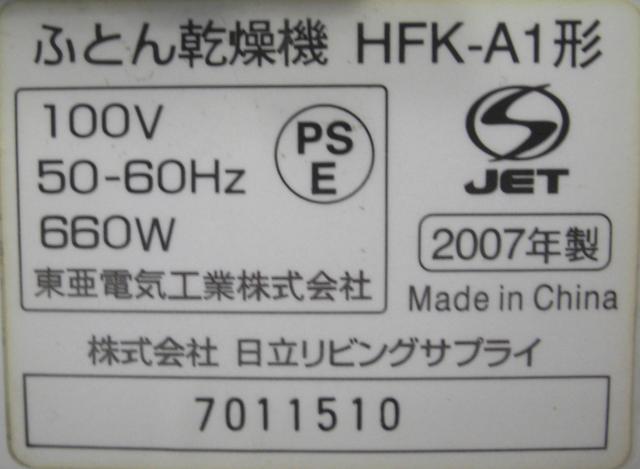 ふとん乾燥機 HFK-A1形
100V
50-60Hz
660W
PS
E
東亜電気工業株式会社
JET
2007年製
Made in China
株式会社 日立リビングサプライ
7011510